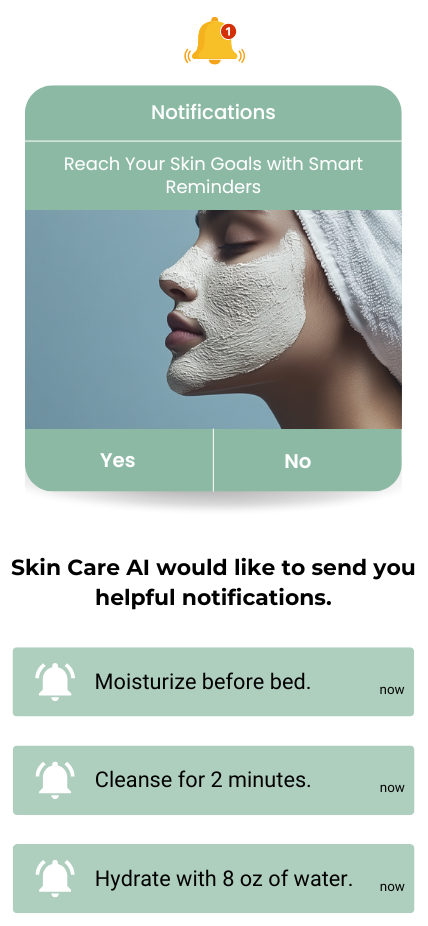 1
Notifications
Reach Your Skin Goals with Smart
Reminders
Yes
No
Skin Care AI would like to send you
helpful notifications.
Moisturize before bed.
now
Cleanse for 2 minutes.
now
Hydrate with 8 oz of water.
now